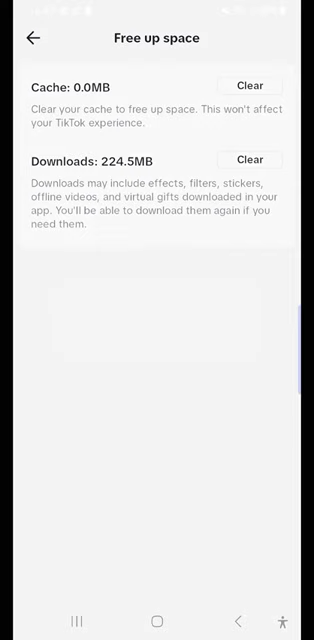 Free up space
Cache: 0.0MB
Clear
Clear your cache to free up space. This won't affect
your TikTok experience.
Downloads: 224.5MB
Clear
Downloads may include effects, filters, stickers,
offline videos, and virtual gifts downloaded in your
app. You'll be able to download them again if you
need them.